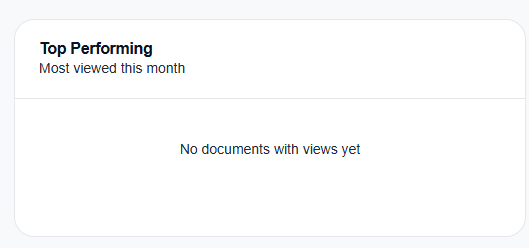 Top Performing
Most viewed this month
No documents with views yet